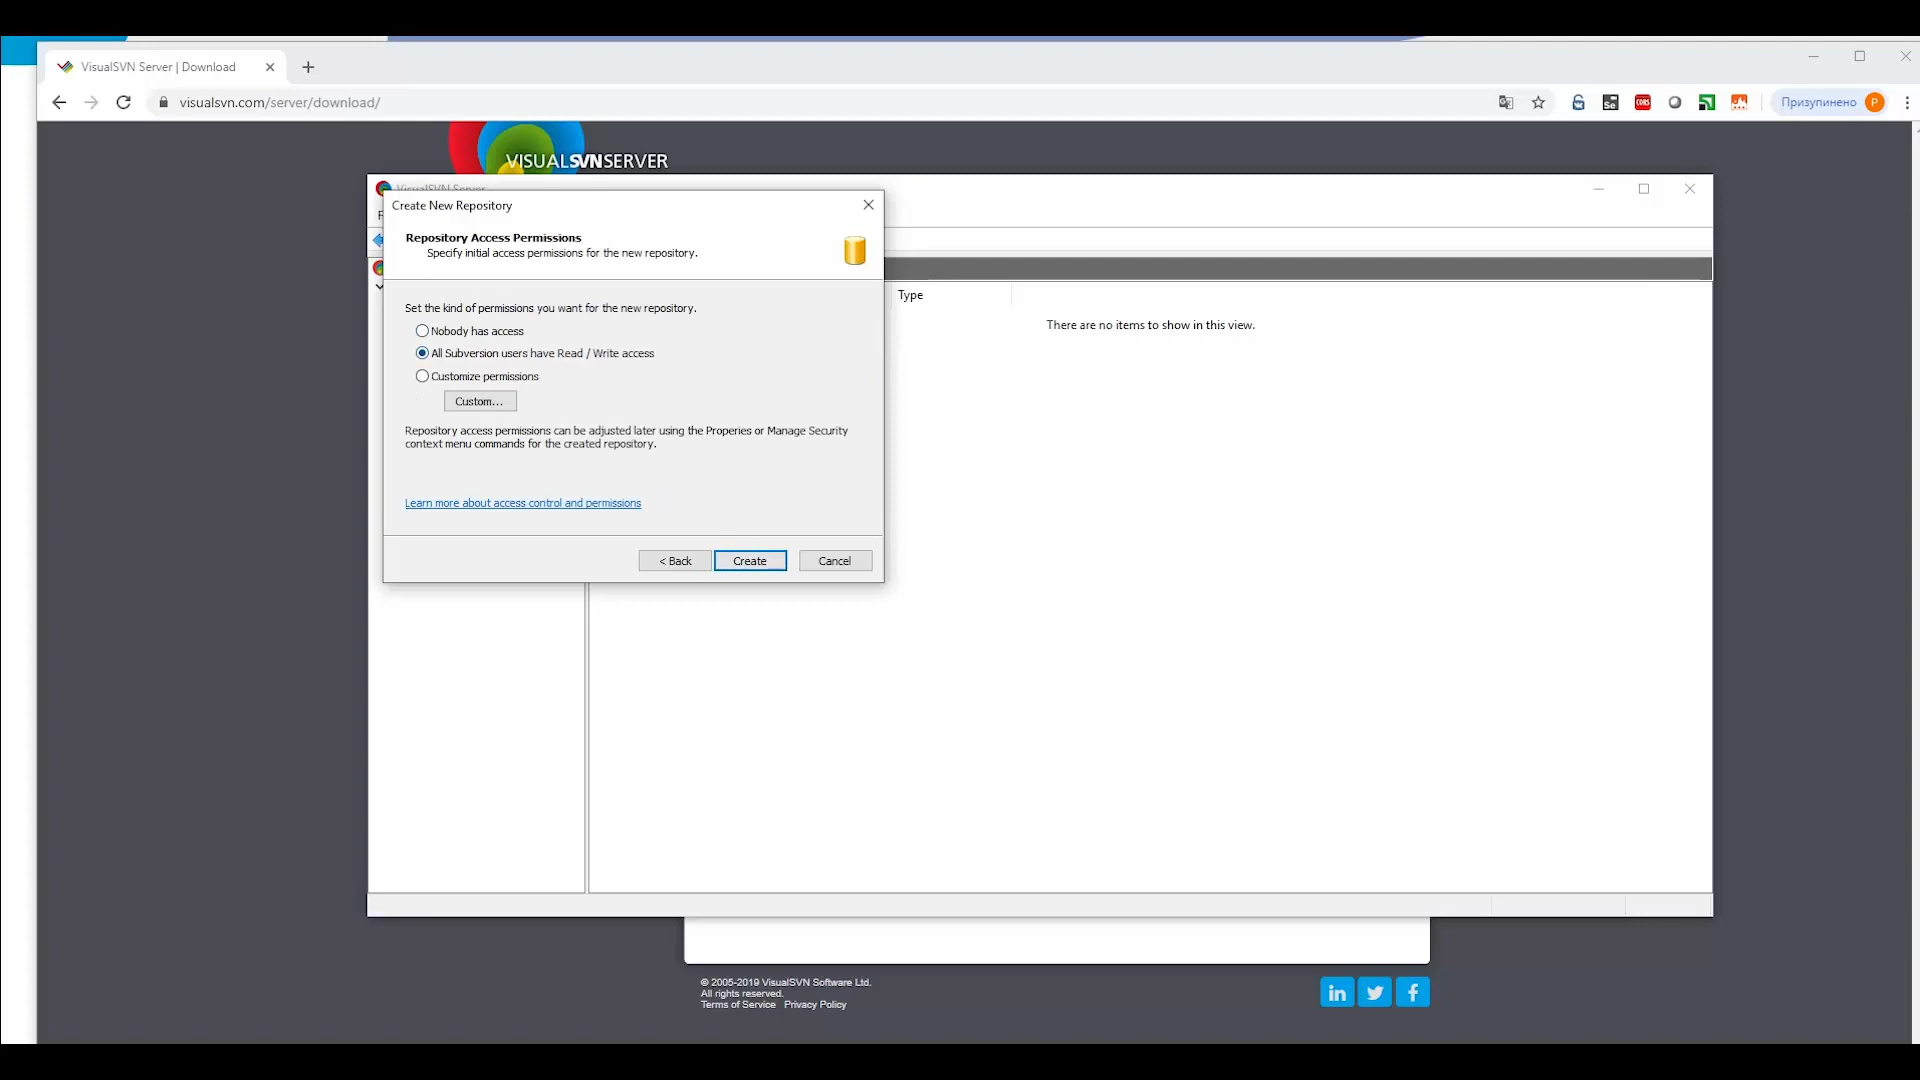 VisualSVN Server | Download
visualsvn.com/server/download/
Se
CORS
Призупинено
P
VISUALSVNSERVER
VisualSVN Server
Create New Repository
Repository Access Permissions
Specify initial access permissions for the new repository.
Type
Set the kind of permissions you want for the new repository.
There are no items to show in this view.
Nobody has access
All Subversion users have Read / Write access
Customize permissions
Custom...
Repository access permissions can be adjusted later using the Properies or Manage Security
context menu commands for the created repository.
Learn more about access control and permissions
< Back
Create
Cancel
© 2005-2019 VisualSVN Software Ltd.
All rights reserved.
Terms of Service Privacy Policy